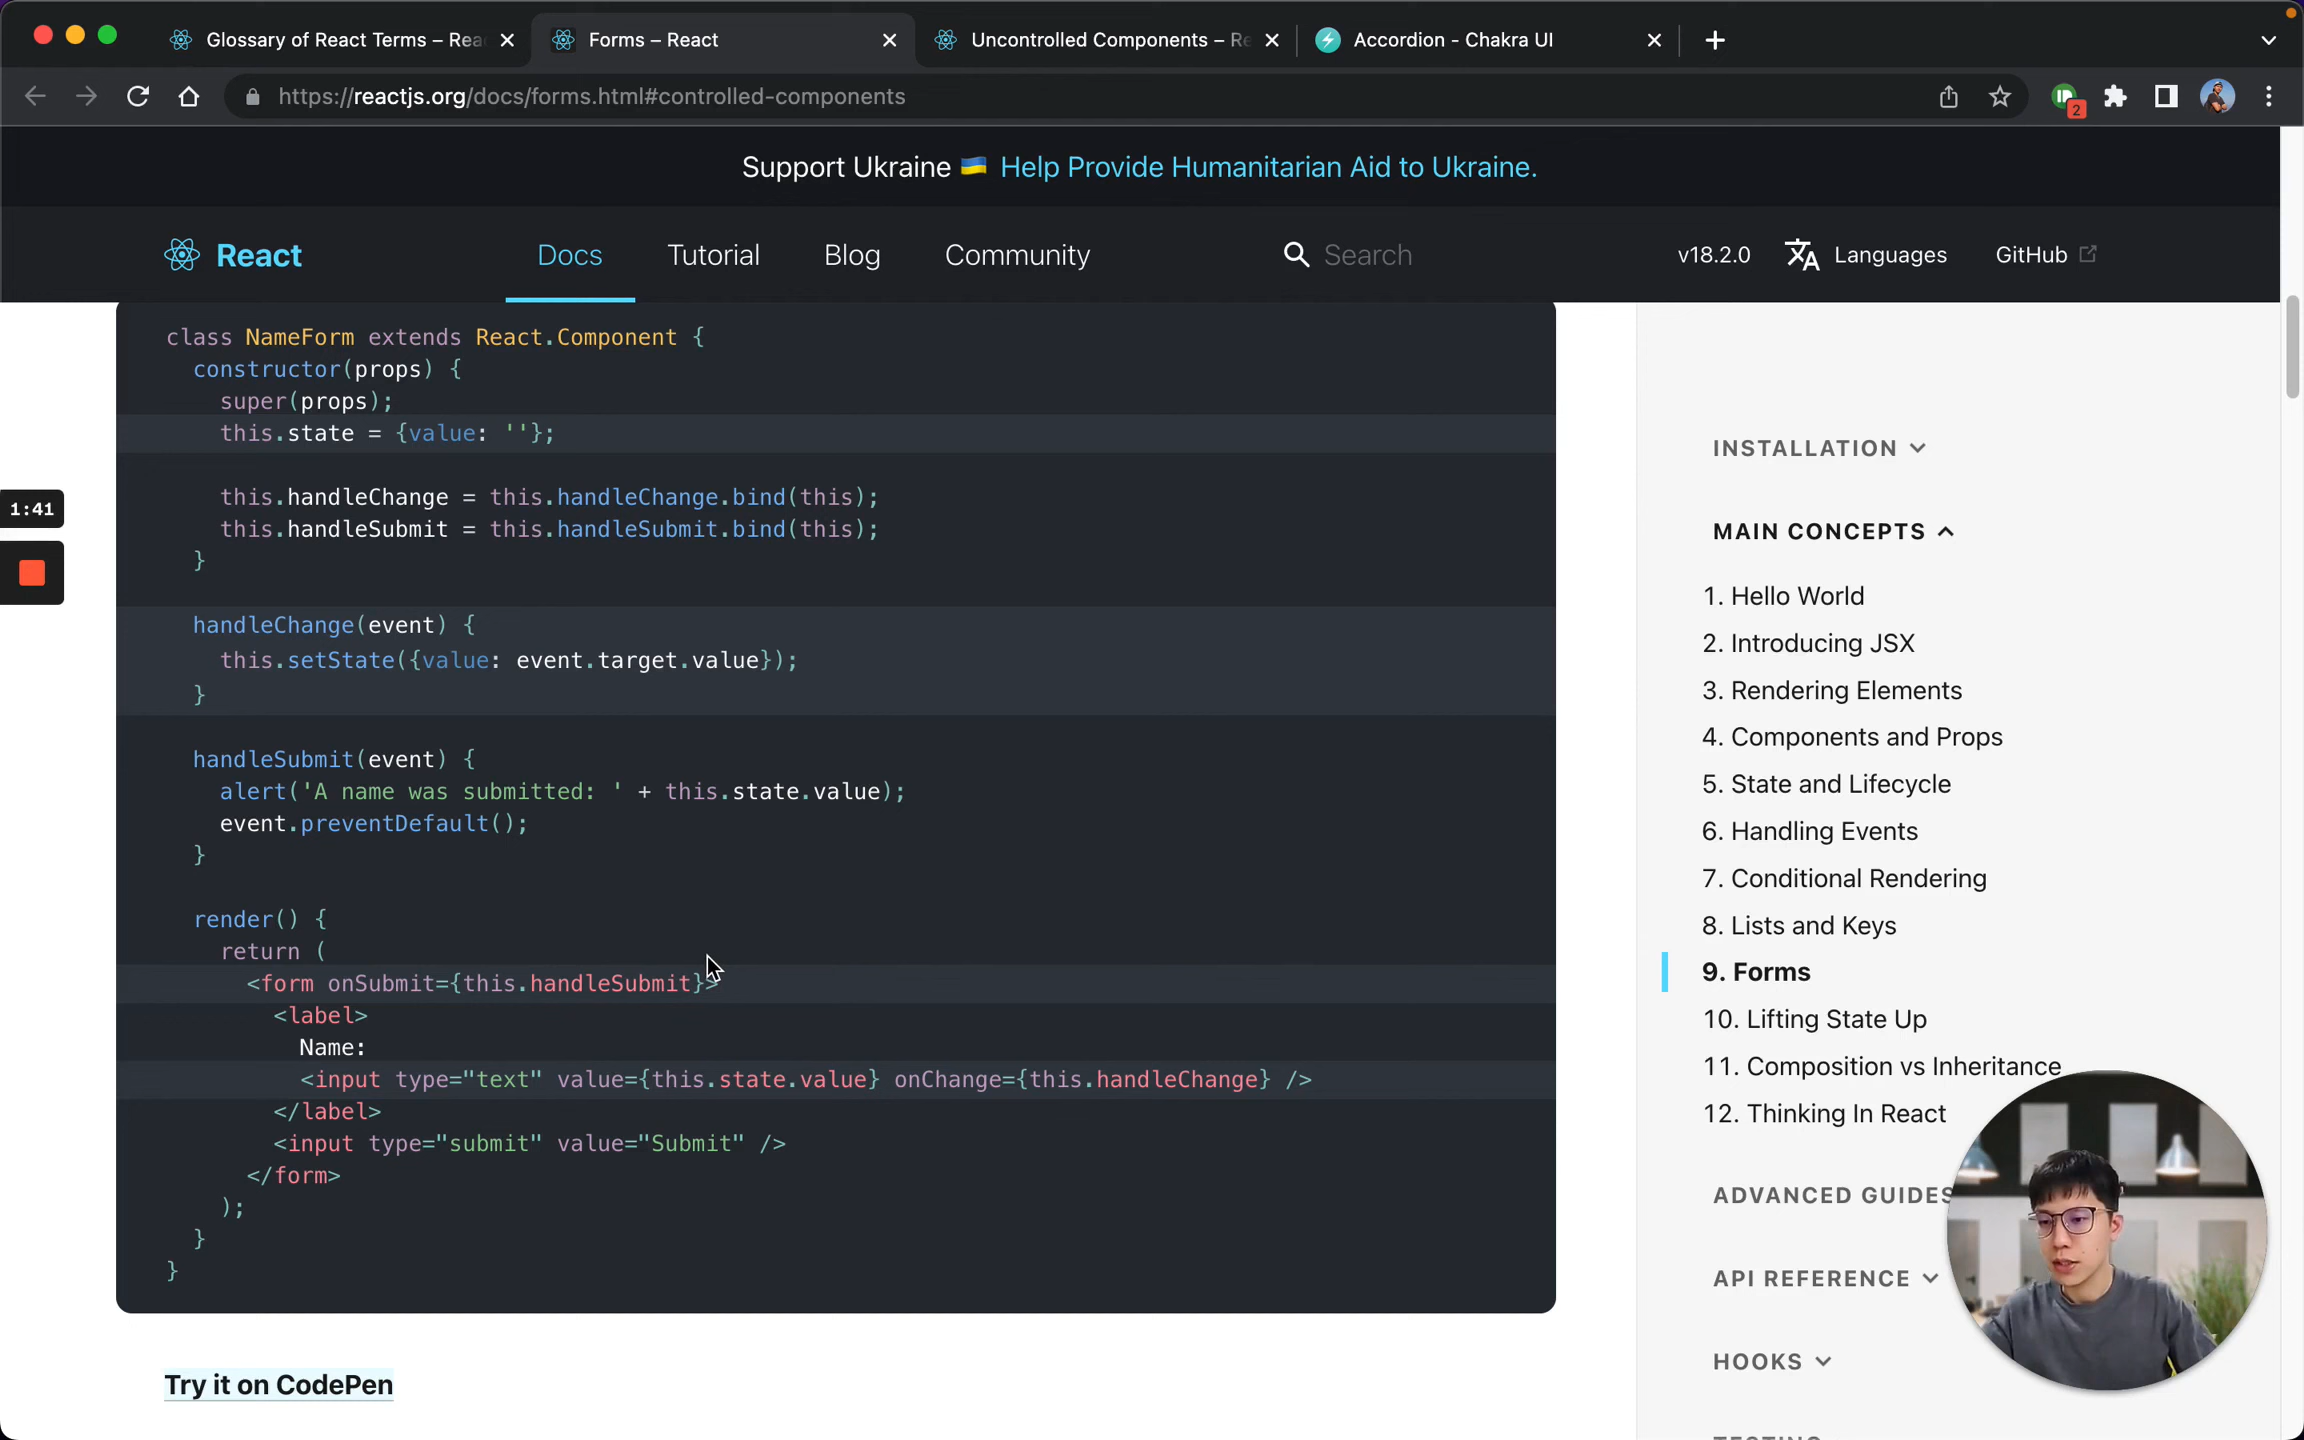 Glossary of React Terms – Rea
Forms – React
Uncontrolled Components – Re
Accordion - Chakra UI
https://reactjs.org/docs/forms.html#controlled-components
2
Support Ukraine 🇺🇦 Help Provide Humanitarian Aid to Ukraine.
React
Docs
Tutorial
Blog
Community
Search
v18.2.0
Languages
GitHub
class NameForm extends React.Component {
  constructor(props) {
    super(props);
    this.state = {value: ''};
    this.handleChange = this.handleChange.bind(this);
    this.handleSubmit = this.handleSubmit.bind(this);
  }
  handleChange(event) {
    this.setState({value: event.target.value});
  }
  handleSubmit(event) {
    alert('A name was submitted: ' + this.state.value);
    event.preventDefault();
  }
  render() {
    return (
      <form onSubmit={this.handleSubmit}>
        <label>
          Name:
          <input type="text" value={this.state.value} onChange={this.handleChange} />
        </label>
        <input type="submit" value="Submit" />
      </form>
    );
  }
}
Try it on CodePen
1:41
INSTALLATION
MAIN CONCEPTS
1. Hello World
2. Introducing JSX
3. Rendering Elements
4. Components and Props
5. State and Lifecycle
6. Handling Events
7. Conditional Rendering
8. Lists and Keys
9. Forms
10. Lifting State Up
11. Composition vs Inheritance
12. Thinking In React
ADVANCED GUIDES
API REFERENCE
HOOKS